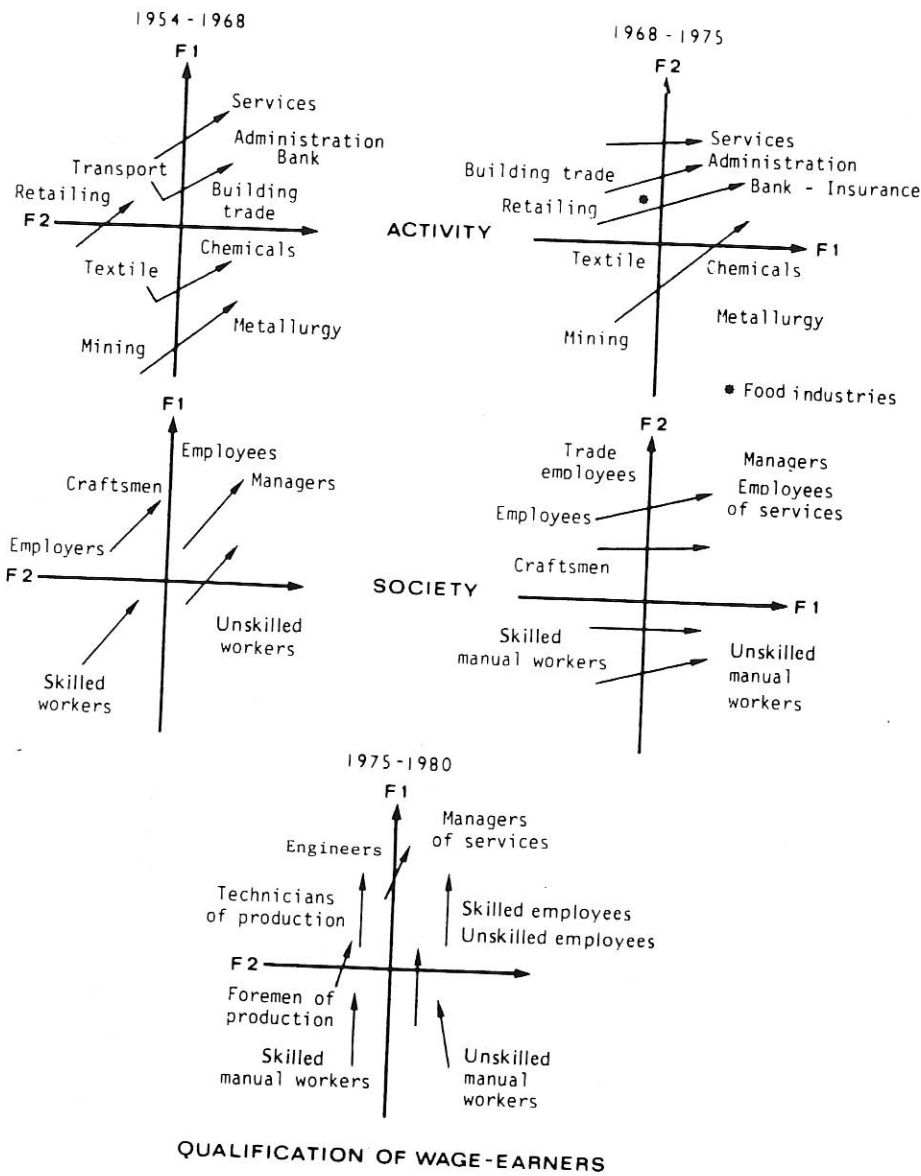 1954-1968
F1
Services
Administration
Bank
Transport
Retailing
Building
trade
F2
Chemicals
Textile
Metallurgy
Mining
1968-1975
F2
Services
Administration
Building trade
Bank - Insurance
Retailing
ACTIVITY
F1
Textile
Chemicals
Metallurgy
Mining
Food industries
F1
Employees
Craftsmen
Managers
Employers
F2
Unskilled
workers
Skilled
workers
F2
Trade
employees
Managers
Employees
of services
Employees
Craftsmen
SOCIETY
F1
Skilled
manual workers
Unskilled
manual
workers
1975-1980
F1
Managers
of services
Engineers
Technicians
of production
Skilled employees
Unskilled employees
F2
Foremen of
production
Skilled
manual workers
Unskilled
manual
workers
QUALIFICATION OF WAGE-EARNERS